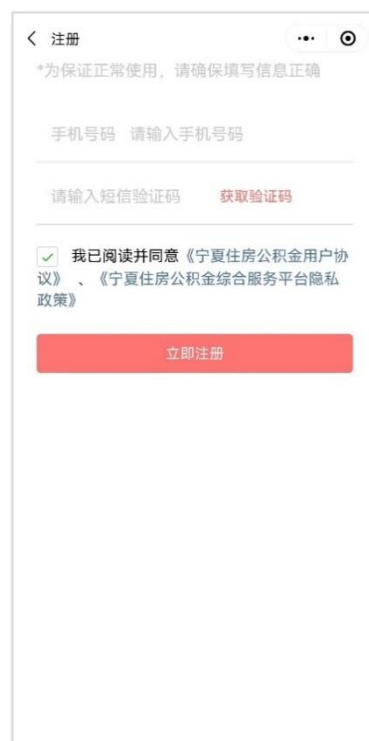 注册
*为保证正常使用，请确保填写信息正确
手机号码 请输入手机号码
请输入短信验证码 获取验证码
我已阅读并同意《宁夏住房公积金用户协
议》 、《宁夏住房公积金综合服务平台隐私
政策》
立即注册